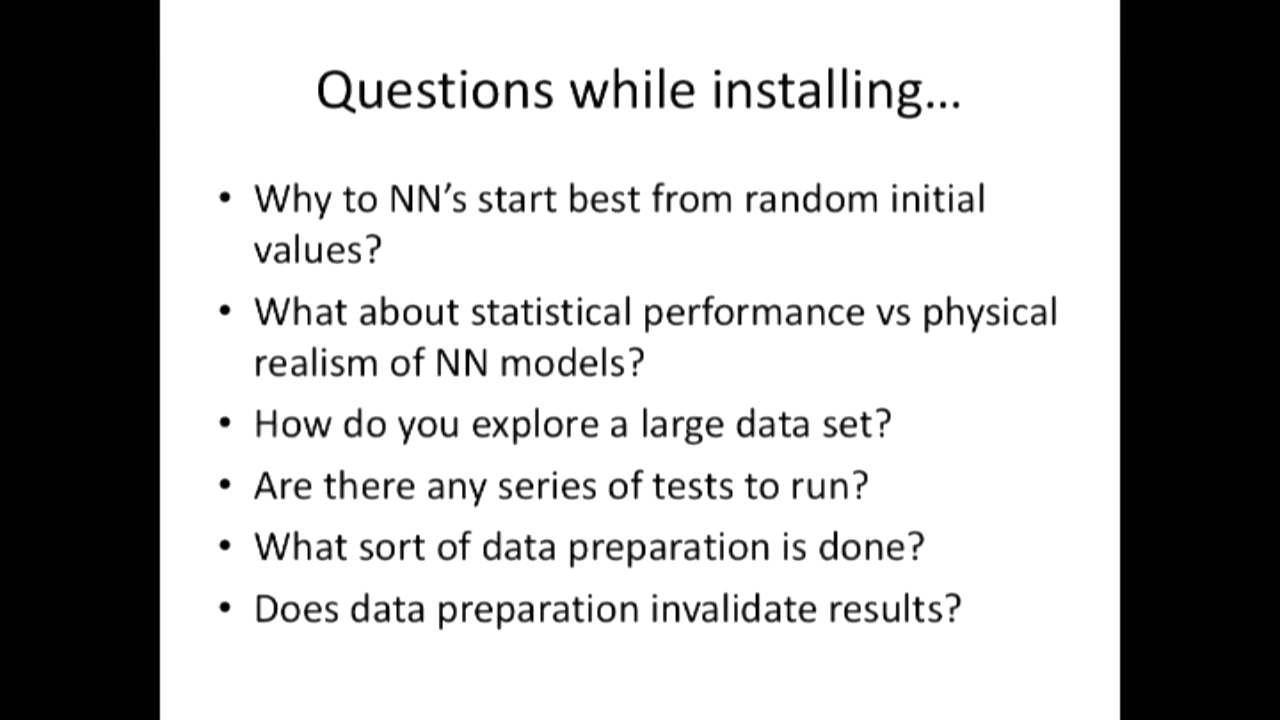 Questions while installing...
• Why to NN’s start best from random initial
values?
• What about statistical performance vs physical
realism of NN models?
• How do you explore a large data set?
• Are there any series of tests to run?
• What sort of data preparation is done?
• Does data preparation invalidate results?